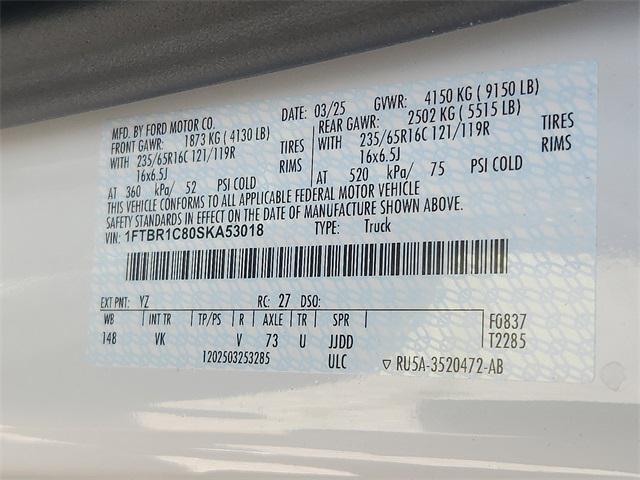 MFD. BY FORD MOTOR CO. DATE: 03/25 GVWR: 4150 KG ( 9150 LB)
FRONT GAWR: 1873 KG ( 4130 LB) REAR GAWR: 2502 KG ( 5515 LB)
WITH 235/65R16C 121/119R TIRES WITH 235/65R16C 121/119R TIRES
16x6.5J RIMS 16x6.5J RIMS
AT 360 kPa/ 52 PSI COLD AT 520 kPa/ 75 PSI COLD
THIS VEHICLE CONFORMS TO ALL APPLICABLE FEDERAL MOTOR VEHICLE
SAFETY STANDARDS IN EFFECT ON THE DATE OF MANUFACTURE SHOWN ABOVE.
VIN: 1FTBR1C80SKA53018 TYPE: Truck
EXT PNT: YZ RC: 27 DSO:
WB INT TR TP/PS R AXLE TR SPR F0837
148 VK V 73 U JJDD T2285
1202503253285 ULC ▽ RU5A-3520472-AB